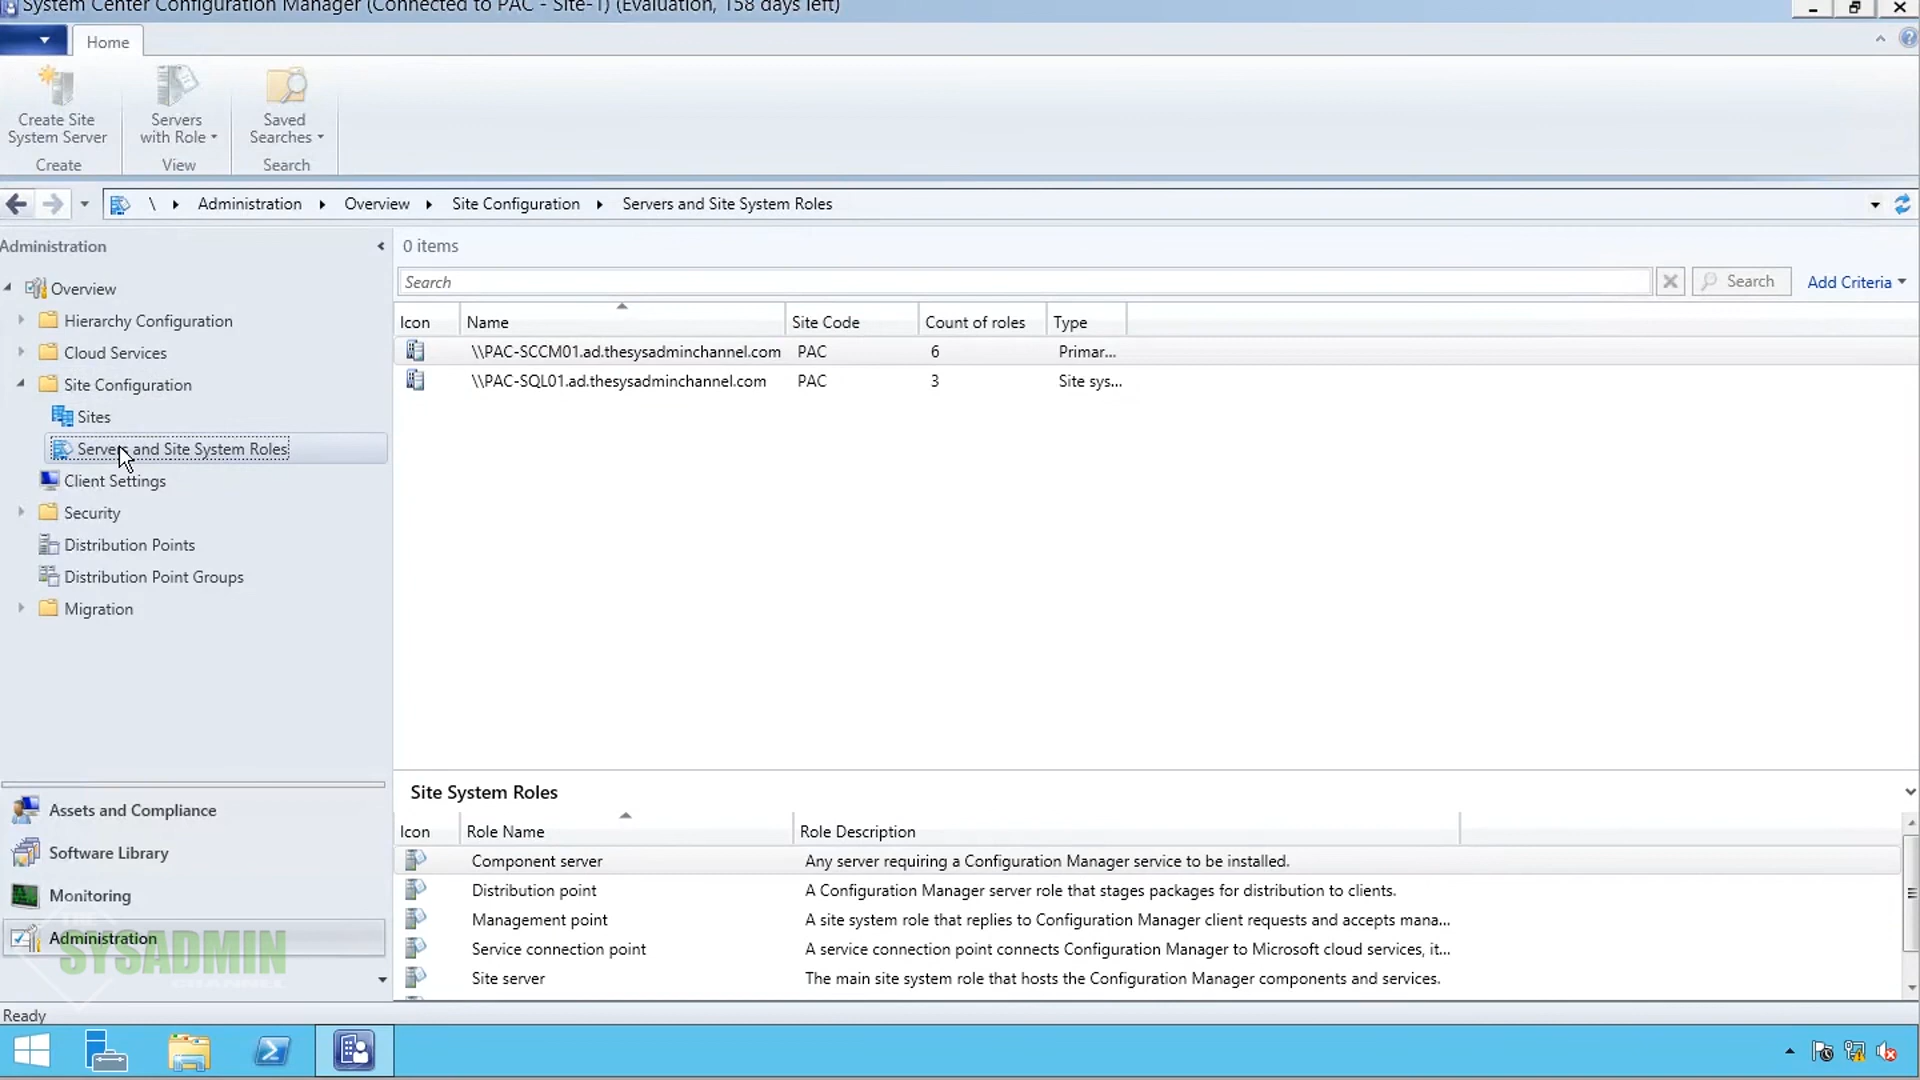 System Center Configuration Manager (Connected to PAC - Site-1) (Evaluation, 158 days left)
Home
Create Site System Server
Servers with Role
Saved Searches
Create
View
Search
\ Administration Overview Site Configuration Servers and Site System Roles
Administration
Overview
Hierarchy Configuration
Cloud Services
Site Configuration
Sites
Servers and Site System Roles
Client Settings
Security
Distribution Points
Distribution Point Groups
Migration
Assets and Compliance
Software Library
Monitoring
Administration
THE
SYSADMIN
CHANNEL
0 items
Search
Search
Add Criteria
Icon Name Site Code Count of roles Type
\\PAC-SCCM01.ad.thesysadminchannel.com PAC 6 Primar...
\\PAC-SQL01.ad.thesysadminchannel.com PAC 3 Site sys...
Site System Roles
Icon Role Name Role Description
Component server Any server requiring a Configuration Manager service to be installed.
Distribution point A Configuration Manager server role that stages packages for distribution to clients.
Management point A site system role that replies to Configuration Manager client requests and accepts mana...
Service connection point A service connection point connects Configuration Manager to Microsoft cloud services, it...
Site server The main site system role that hosts the Configuration Manager components and services.
Ready